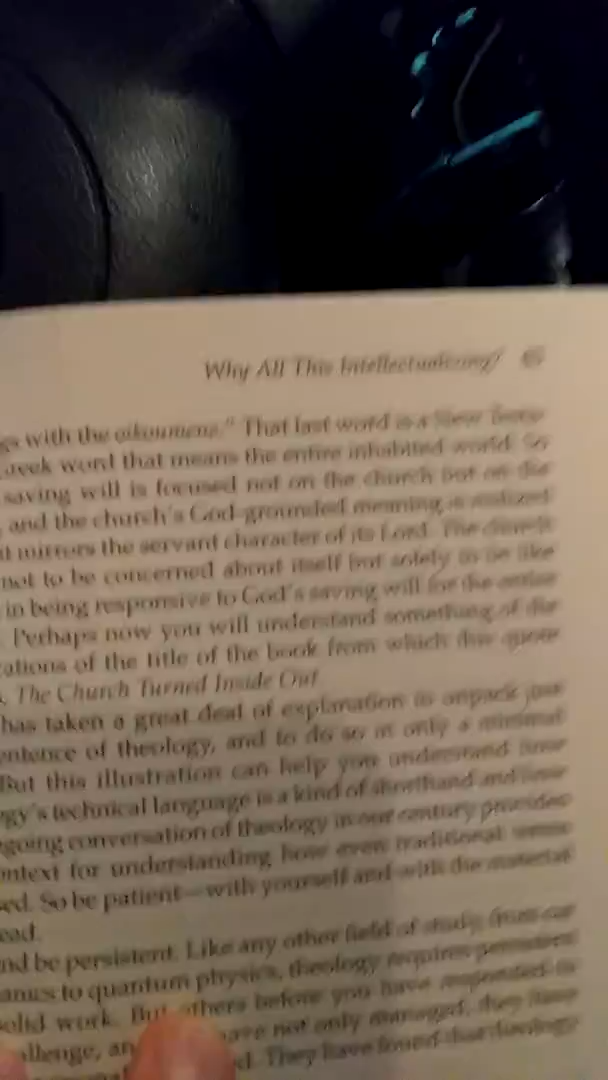 Why All This Intellectualizing?
with the oikoumene." That last word is a New
word that means the entire inhabited world. So
saving will is focused not on the church but on the
, and the church's God-grounded meaning is realized
mirrors the servant character of its Lord. The church
not to be concerned about itself but solely to be like
in being responsive to God's saving will for the entire
. Perhaps now you will understand something of the
of the title of the book from which this quote
The Church Turned Inside Out
has taken a great deal of explanation to unpack just
of theology, and to do so in only a minimal
But this illustration can help you understand how
technical language is a kind of shorthand and how
conversation of theology in our century provides
for understanding how even traditional
So be patient—with yourself and with the material
nd be persistent. Like any other field of study, from car
to quantum physics, theology requires persistent
solid work. But others before you have responded to
an have not only managed, they have
They have found that theology